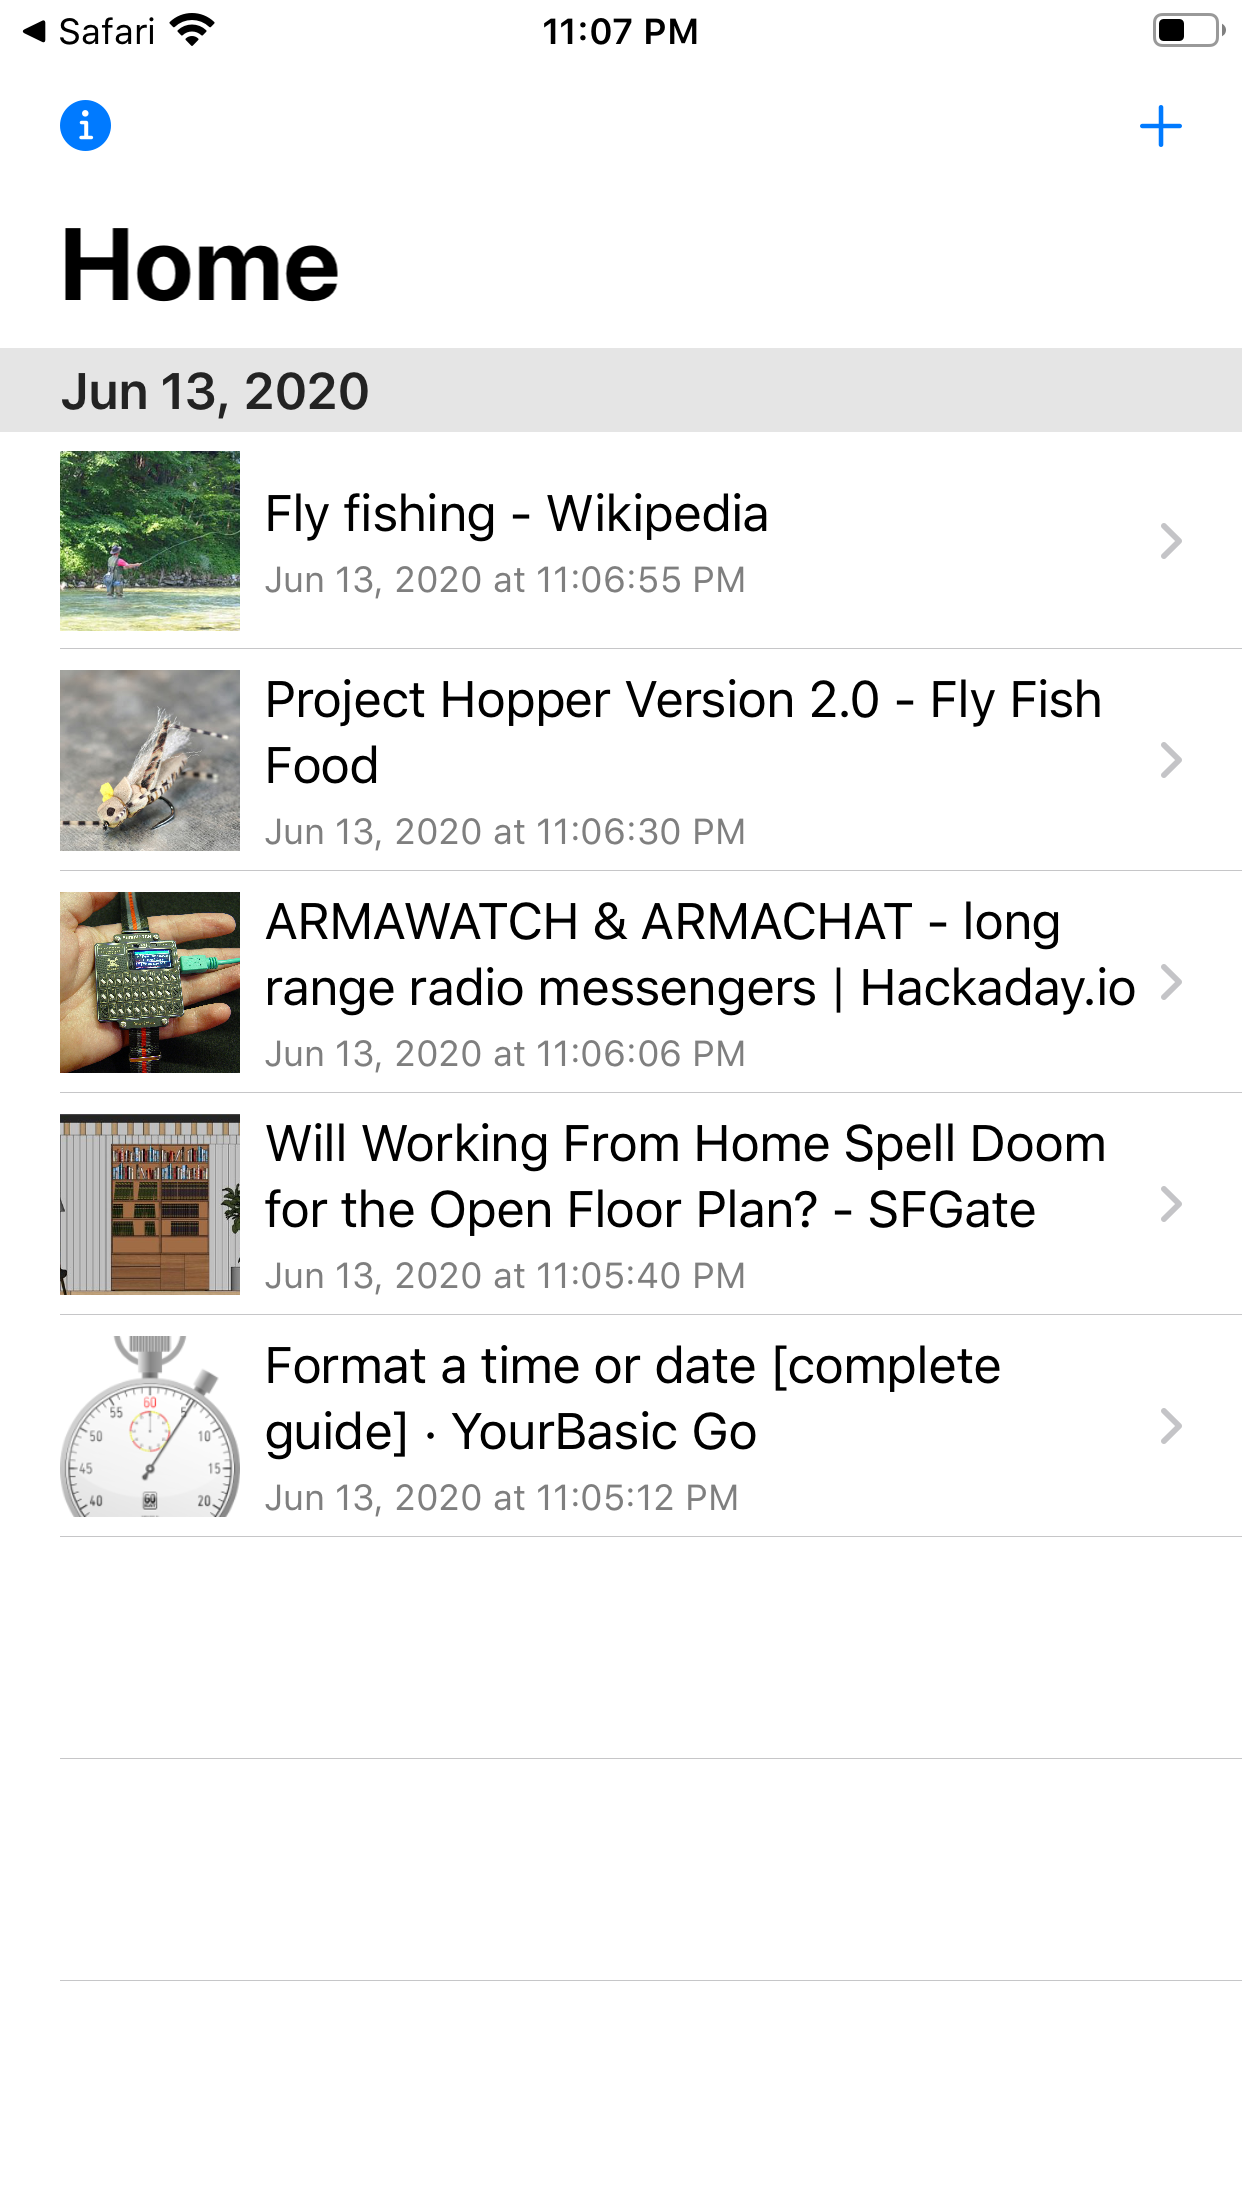 Safari
11:07 PM
Home
Jun 13, 2020
Fly fishing - Wikipedia
Jun 13, 2020 at 11:06:55 PM
Project Hopper Version 2.0 - Fly Fish
Food
Jun 13, 2020 at 11:06:30 PM
ARMAWATCH & ARMACHAT - long
range radio messengers | Hackaday.io
Jun 13, 2020 at 11:06:06 PM
Will Working From Home Spell Doom
for the Open Floor Plan? - SFGate
Jun 13, 2020 at 11:05:40 PM
60
55 5
50 10
45 15
40 60 20
Format a time or date [complete
guide] · YourBasic Go
Jun 13, 2020 at 11:05:12 PM